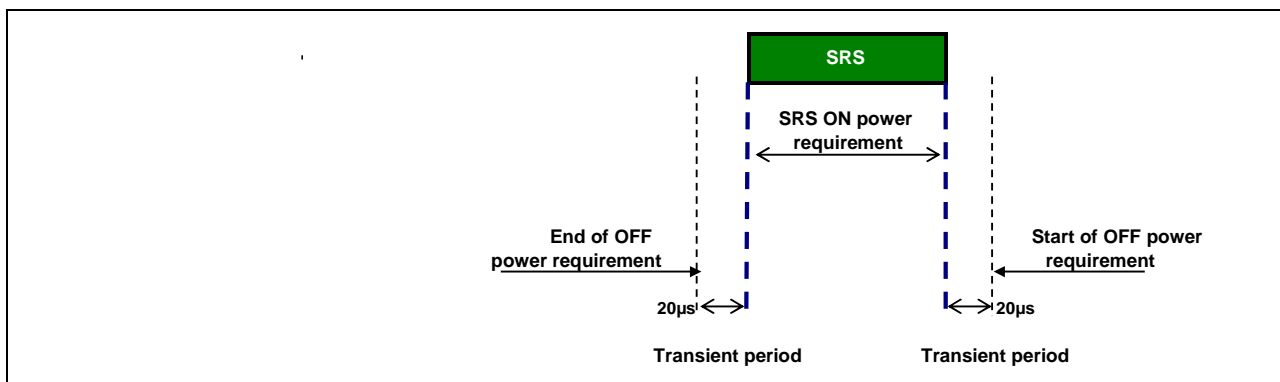 SRS
SRS ON power
requirement
End of OFF
power requirement
Start of OFF power
requirement
20µs
20µs
Transient period
Transient period